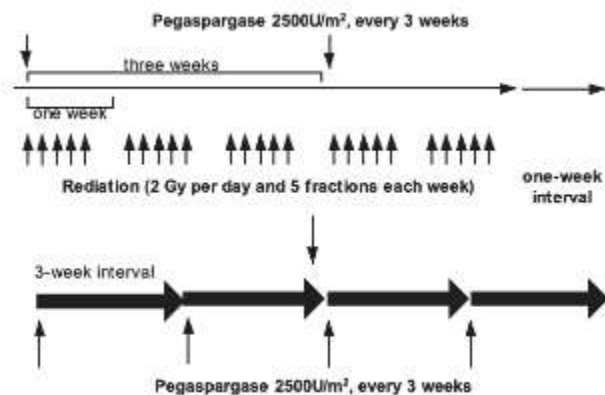 Pegaspargase 2500U/m², every 3 weeks
three weeks
one week
Rediation (2 Gy per day and 5 fractions each week)
one-week
interval
3-week interval
Pegaspargase 2500U/m², every 3 weeks